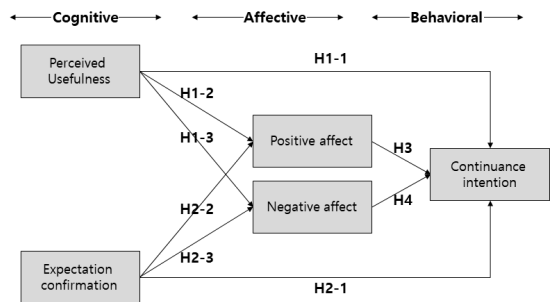 Cognitive Affective Behavioral
Perceived
Usefulness
H1-1
H1-2
H1-3
Positive affect
H3
Continuance
intention
Negative affect
H4
H2-2
H2-3
Expectation
confirmation
H2-1